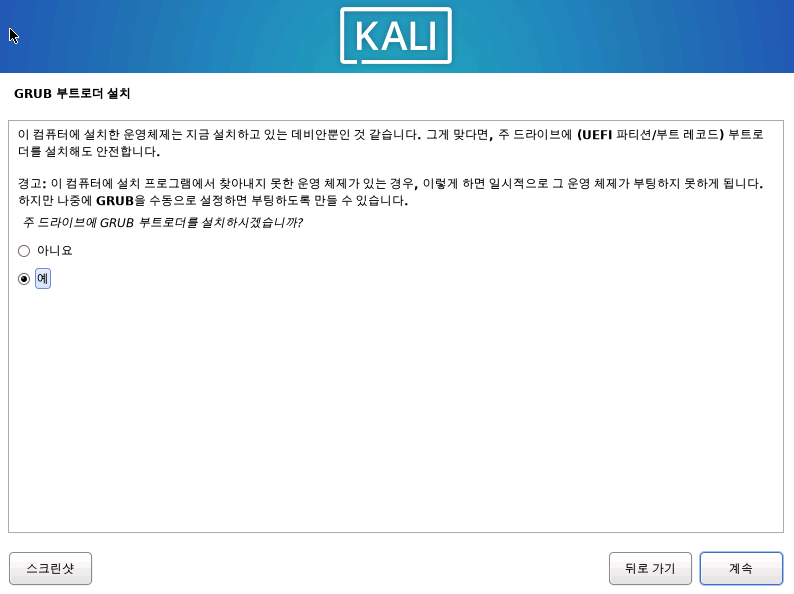 KALI
GRUB 부트로더 설치
이 컴퓨터에 설치한 운영체제는 지금 설치하고 있는 데비안뿐인 것 같습니다. 그게 맞다면, 주 드라이브에 (UEFI 파티션/부트 레코드) 부트로
더를 설치해도 안전합니다.
경고: 이 컴퓨터에 설치 프로그램에서 찾아내지 못한 운영 체제가 있는 경우, 이렇게 하면 일시적으로 그 운영 체제가 부팅하지 못하게 됩니다.
하지만 나중에 GRUB을 수동으로 설정하면 부팅하도록 만들 수 있습니다.
주 드라이브에 GRUB 부트로더를 설치하시겠습니까?
아니요
예
스크린샷
뒤로 가기
계속